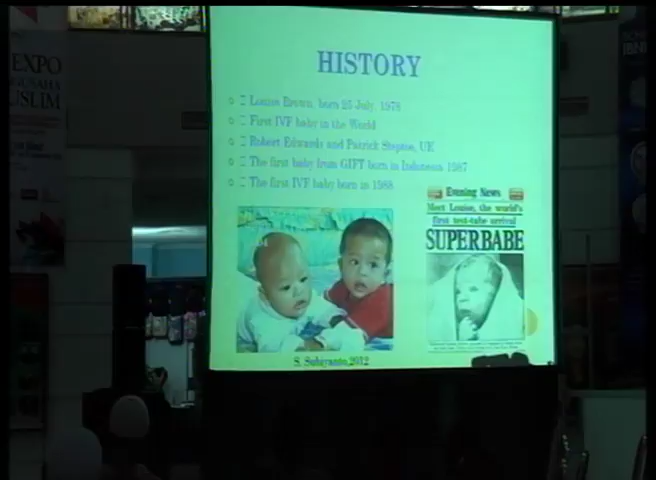 EXPO
USLIM
HISTORY
Louise Brown, born 25 July, 1978
First IVF baby in the World
Robert Edwards and Patrick Steptoe, UK
The first baby from GIFT born in Indonesia 1987
The first IVF baby born in 1988
Evening News
Meet Louise, the world's
first test-tube arrival
SUPERBABE
S. Subiyanto 2012